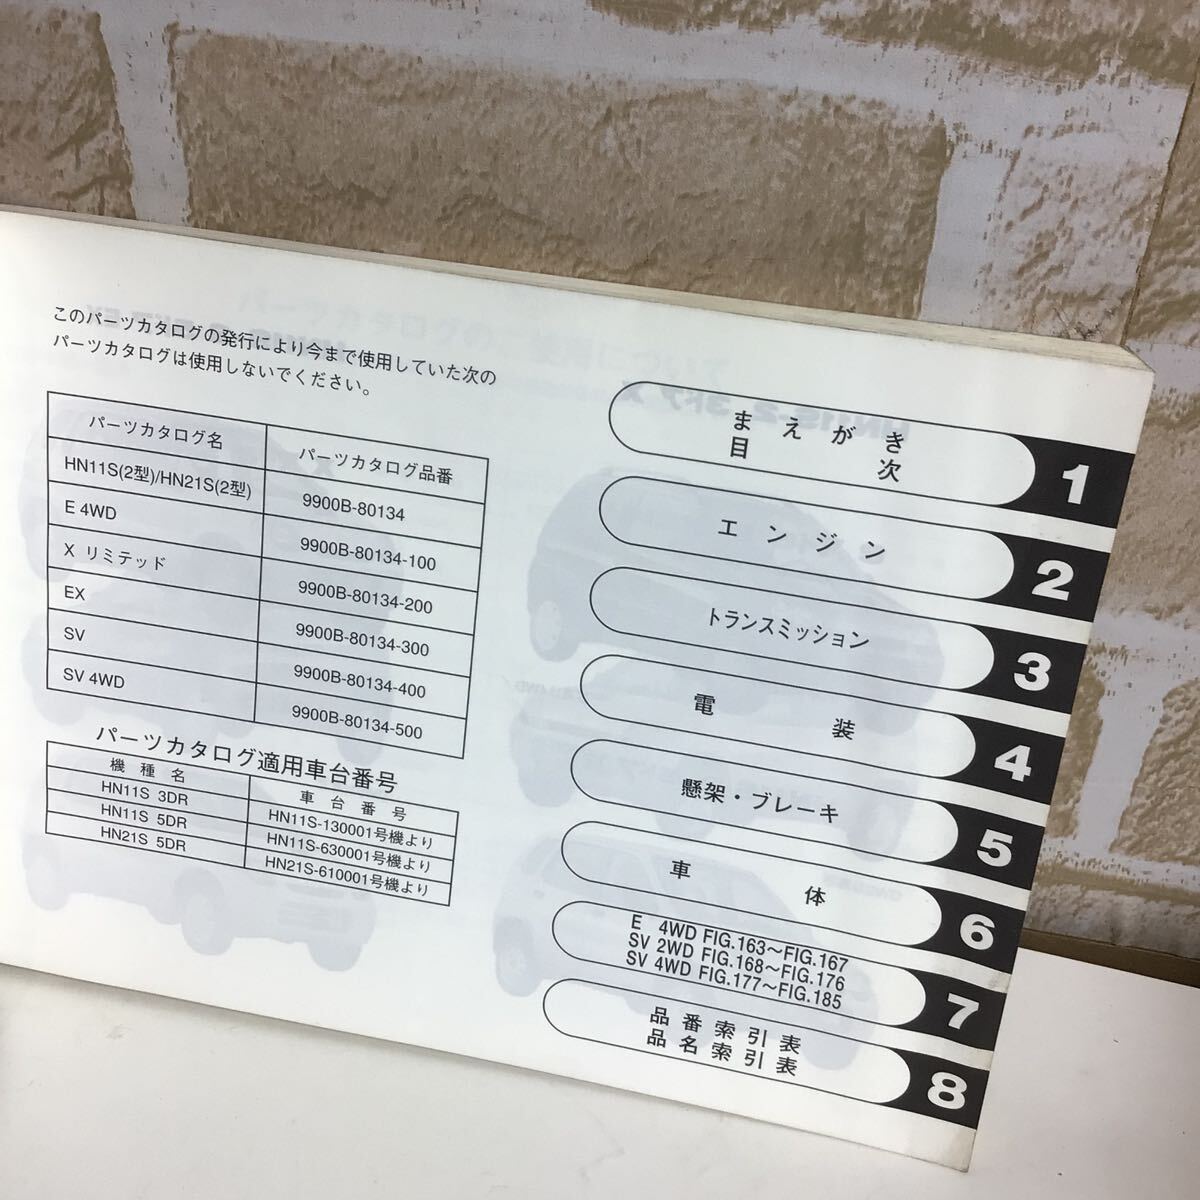 このパーツカタログの発行により今まで使用していた次の
パーツカタログは使用しないでください。
パーツカタログ名 パーツカタログ品番
HN11S(2型)/HN21S(2型) 9900B-80134
E 4WD 9900B-80134-100
X リミテッド 9900B-80134-200
EX 9900B-80134-300
SV 9900B-80134-400
SV 4WD 9900B-80134-500
パーツカタログ適用車台番号
機種名 車台番号
HN11S 3DR HN11S-130001号機より
HN11S 5DR HN11S-630001号機より
HN21S 5DR HN21S-610001号機より
まえがき
目次
1
エンジン 2
トランスミッション 3
電装 4
懸架・ブレーキ 5
車体 6
E 4WD FIG.163～FIG.167
SV 2WD FIG.168～FIG.176
SV 4WD FIG.177～FIG.185
7
品番索引表
品名索引表
8